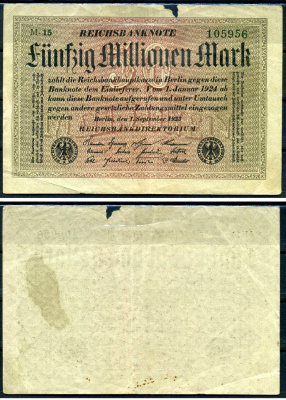 REICHSBANKNOTE
M·15 105956
Fünfzig Millionen Mark
zahlt die Reichsbankhauptkasse in Berlin gegen diese
Banknote dem Einlieferer. Vom 1. Januar 1924 ab
kann diese Banknote aufgerufen und unter Umtausch
gegen andere gesetzliche Zahlungsmittel eingezogen
werden
Berlin, den 1. September 1923
REICHSBANKDIREKTORIUM